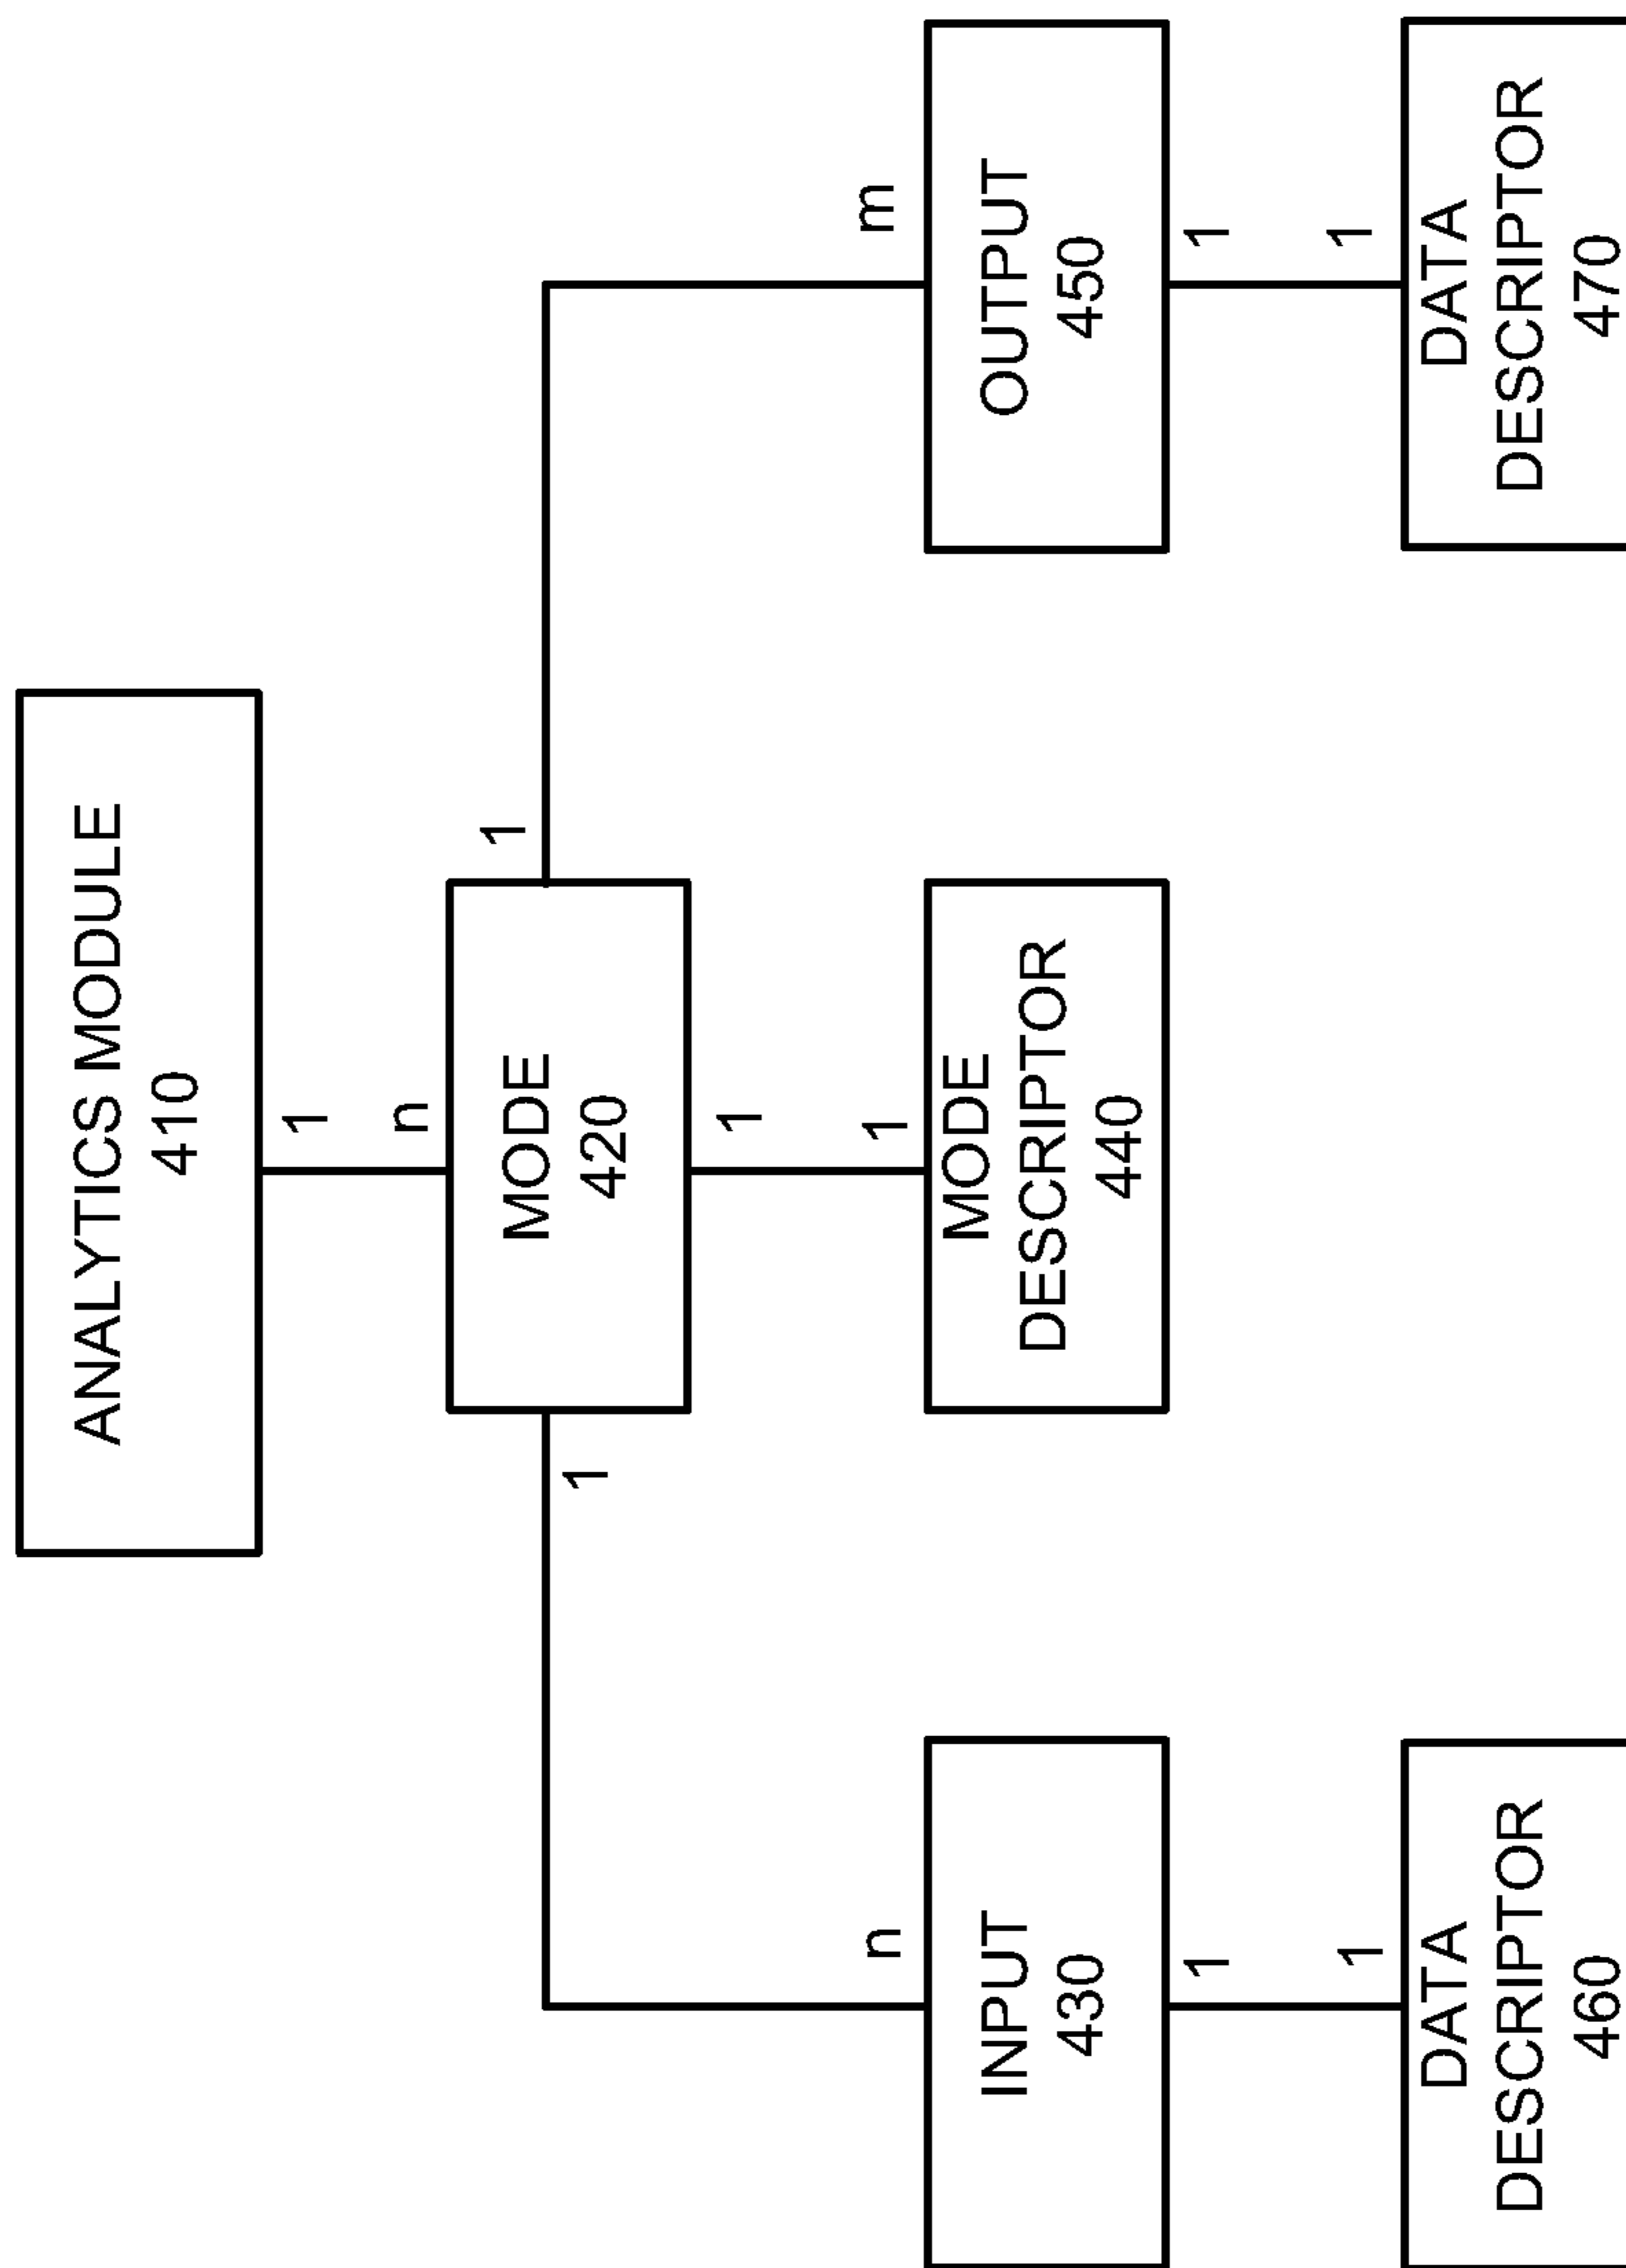 ANALYTICS MODULE
410
1
n
MODE
420
1
1
1
1
n
m
INPUT
430
MODE
DESCRIPTOR
440
OUTPUT
450
1
1
1
1
DATA
DESCRIPTOR
460
DATA
DESCRIPTOR
470